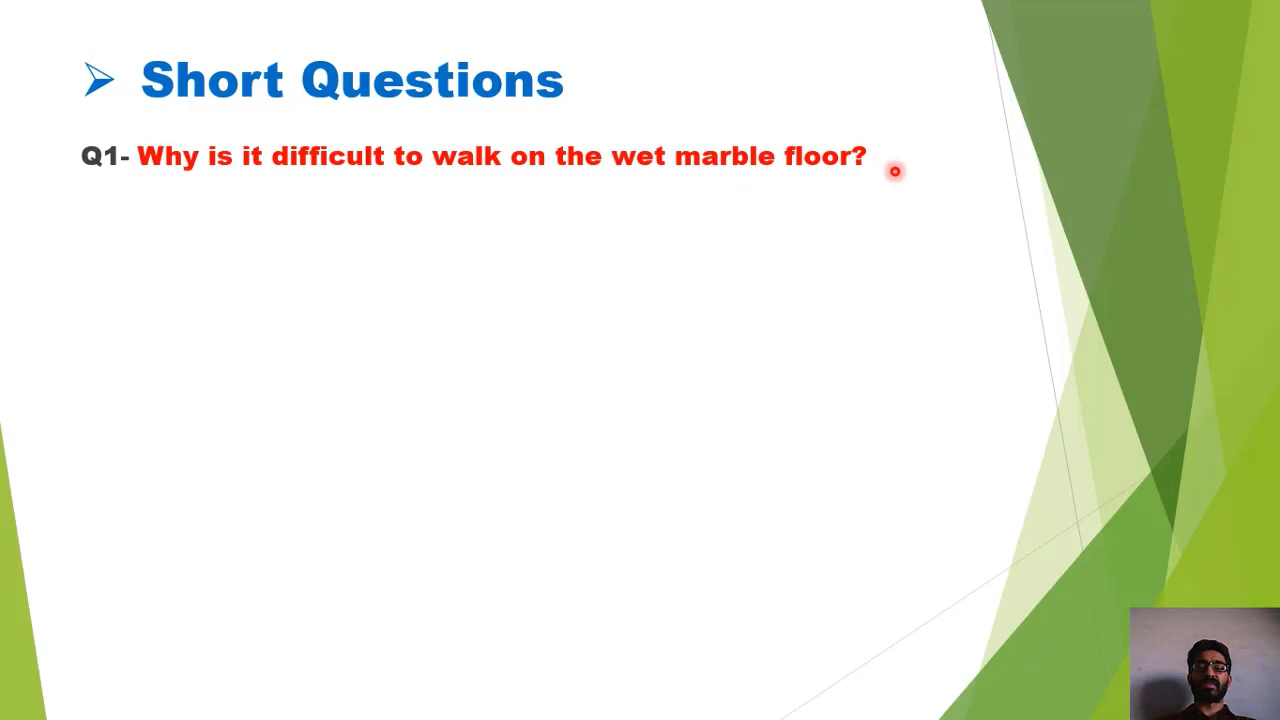 Short Questions
Q1- Why is it difficult to walk on the wet marble floor?